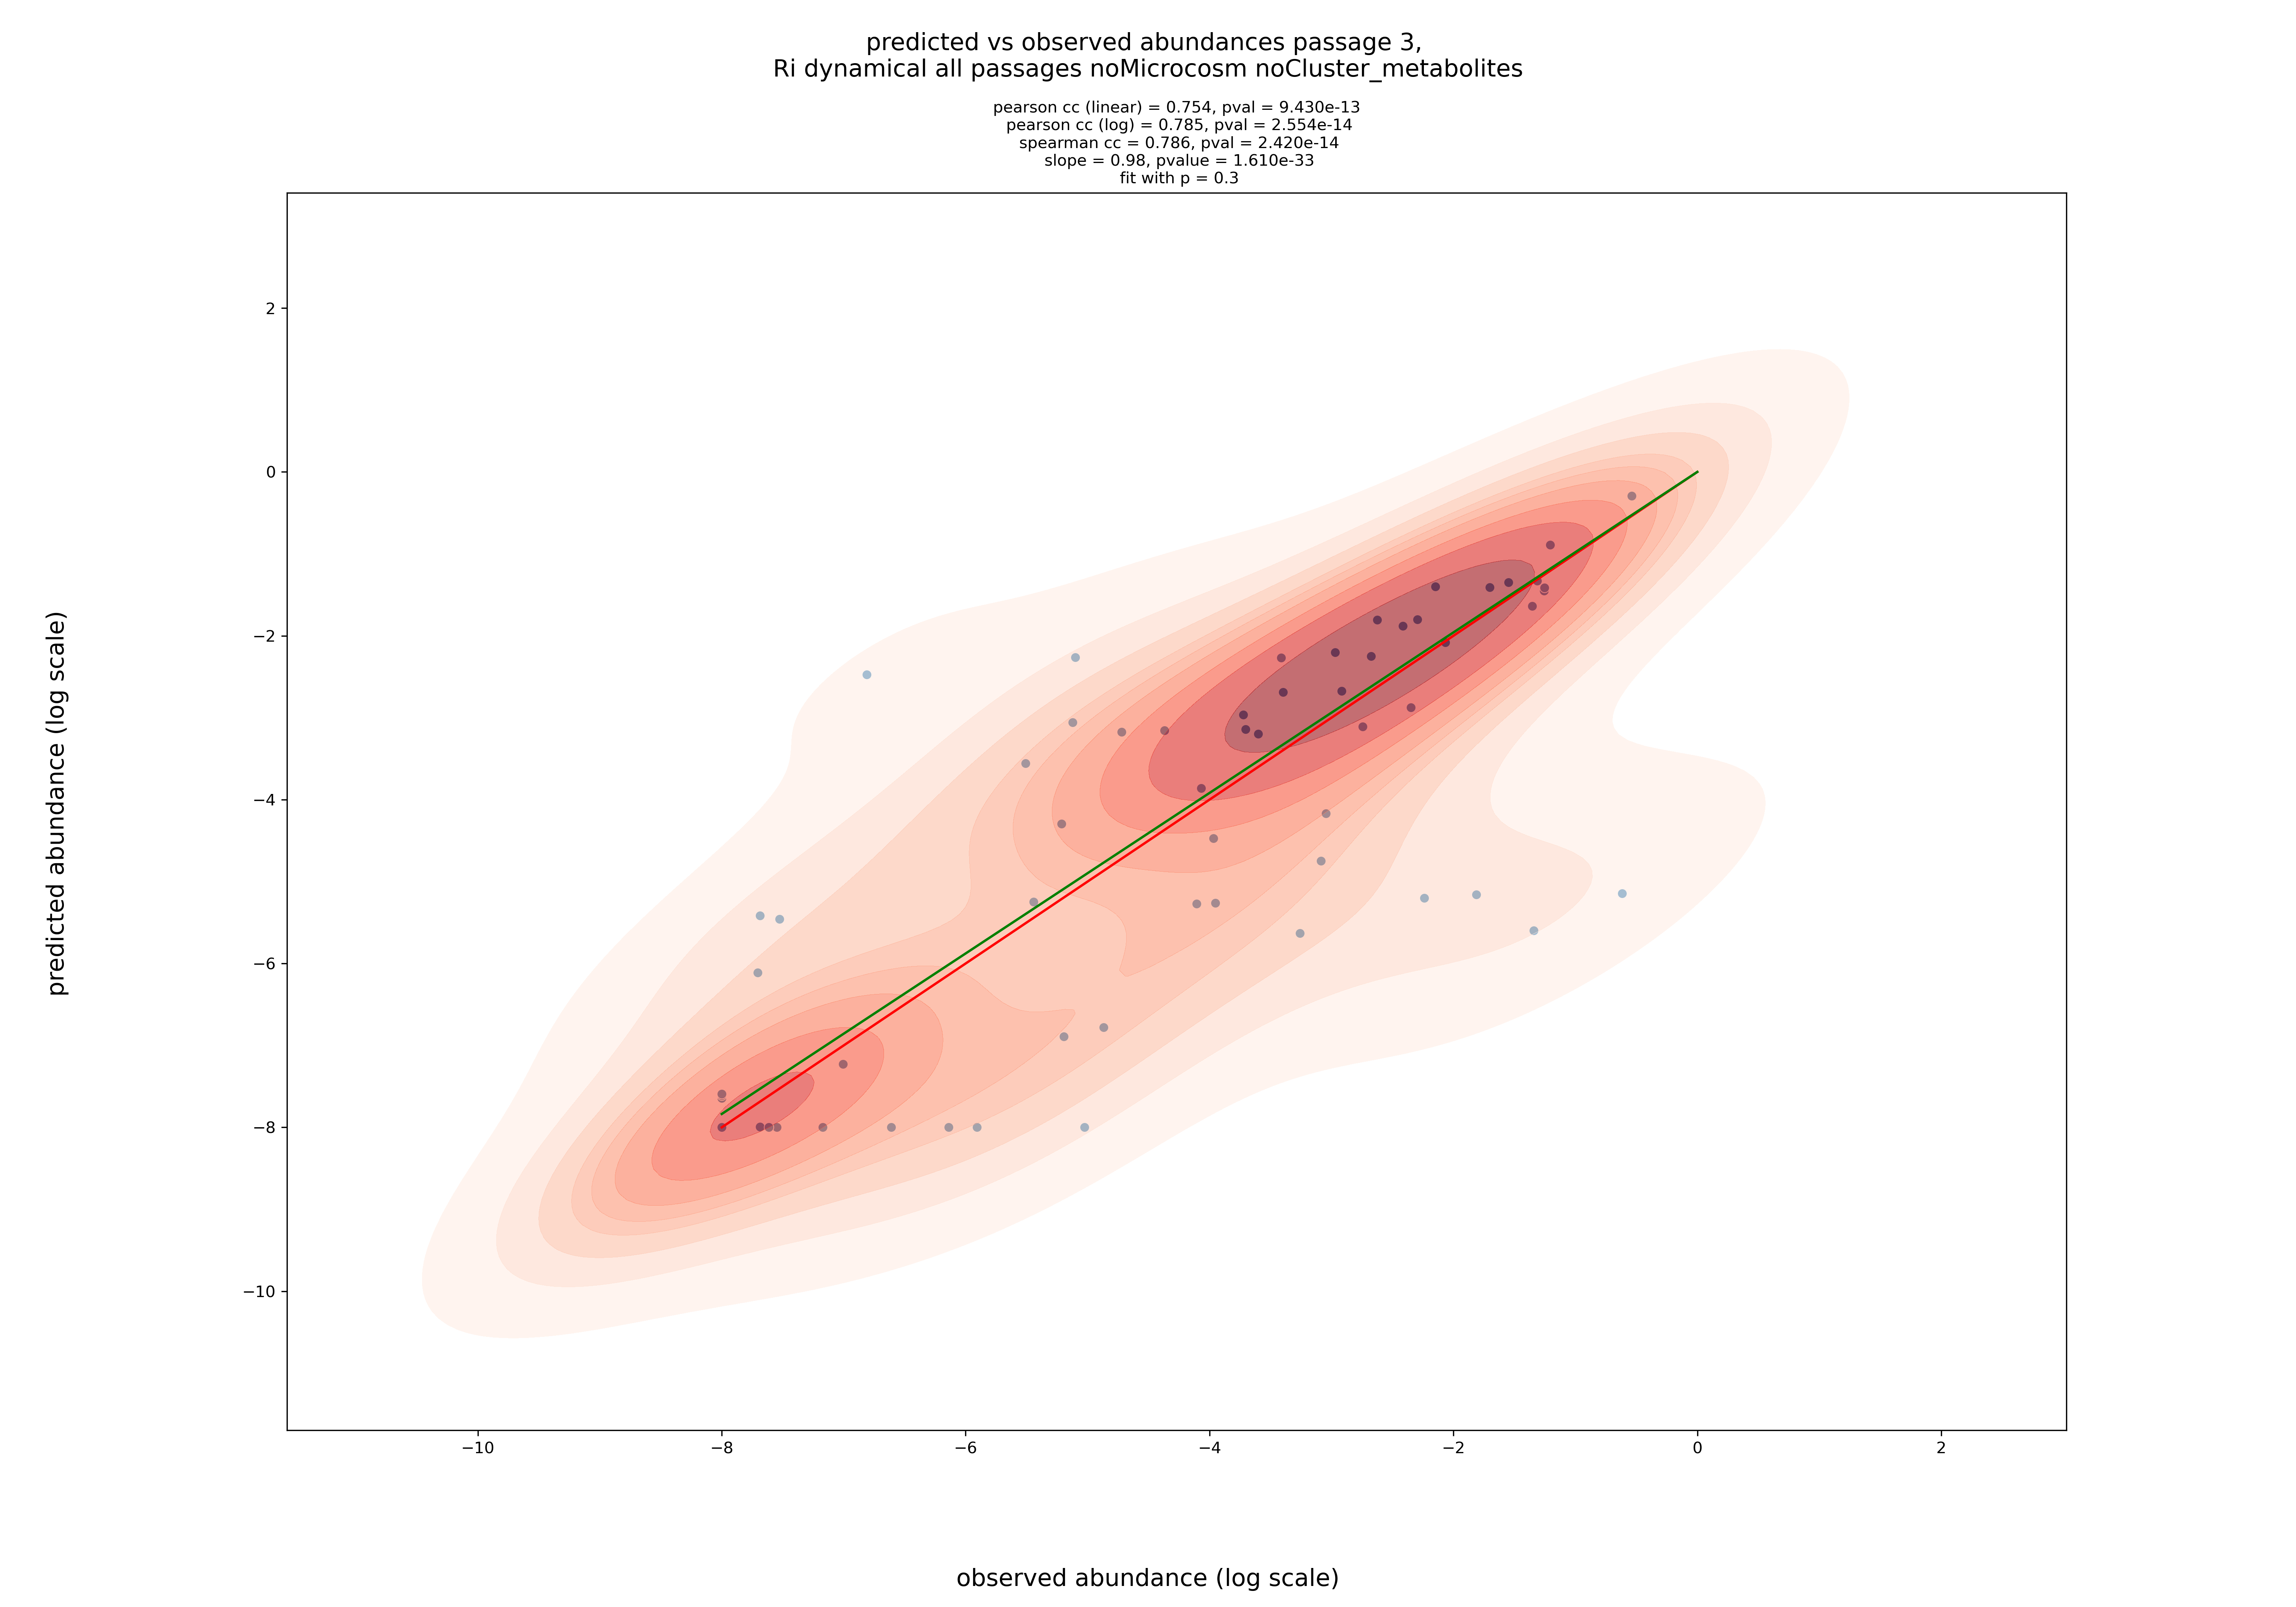 predicted vs observed abundances passage 3,
Ri dynamical all passages noMicrocosm noCluster_metabolites
pearson cc (linear) = 0.754, pval = 9.430e-13
pearson cc (log) = 0.785, pval = 2.554e-14
spearman cc = 0.786, pval = 2.420e-14
slope = 0.98, pvalue = 1.610e-33
fit with p = 0.3
predicted abundance (log scale)
2
0
−2
−4
−6
−8
−10
−10
−8
−6
−4
−2
0
2
observed abundance (log scale)